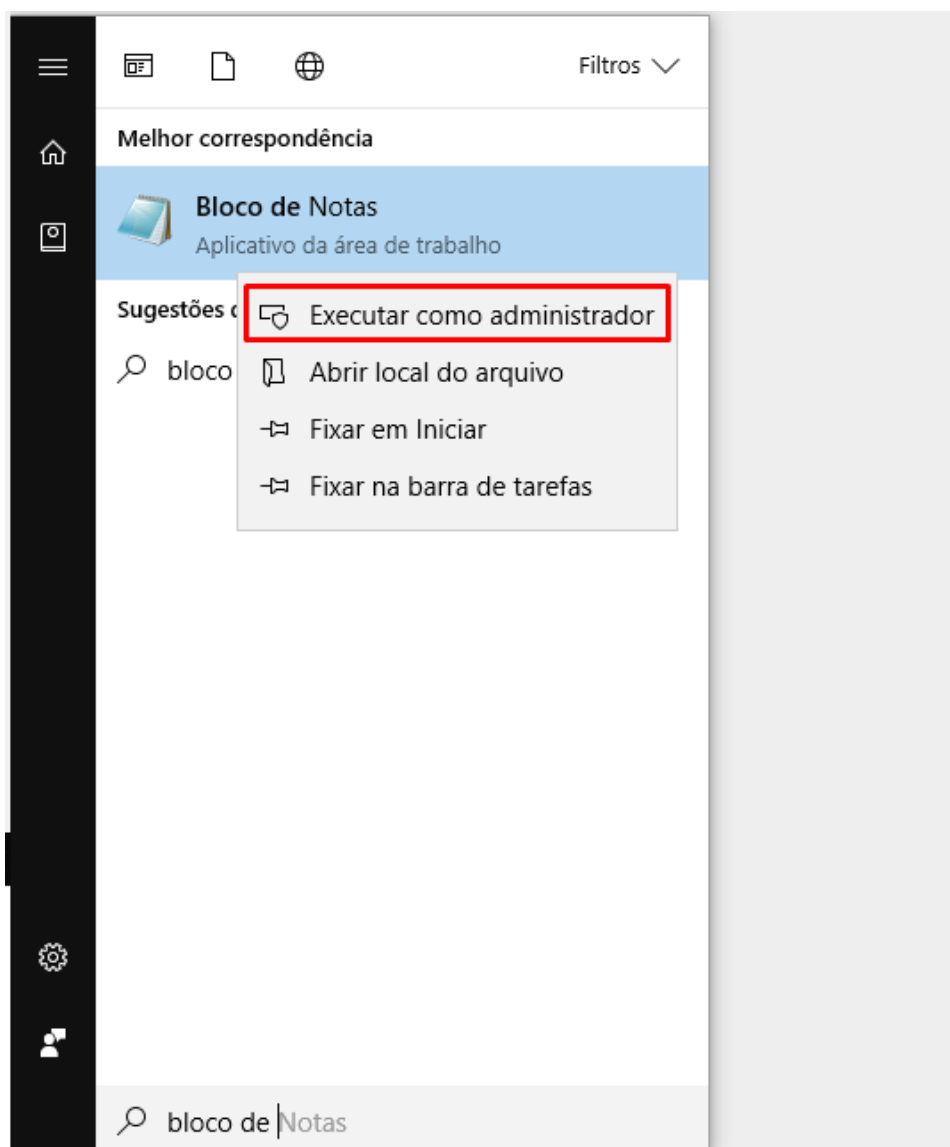 Filtros
Melhor correspondência
Bloco de Notas
Aplicativo da área de trabalho
Sugestões
Executar como administrador
bloco
Abrir local do arquivo
Fixar em Iniciar
Fixar na barra de tarefas
bloco de Notas